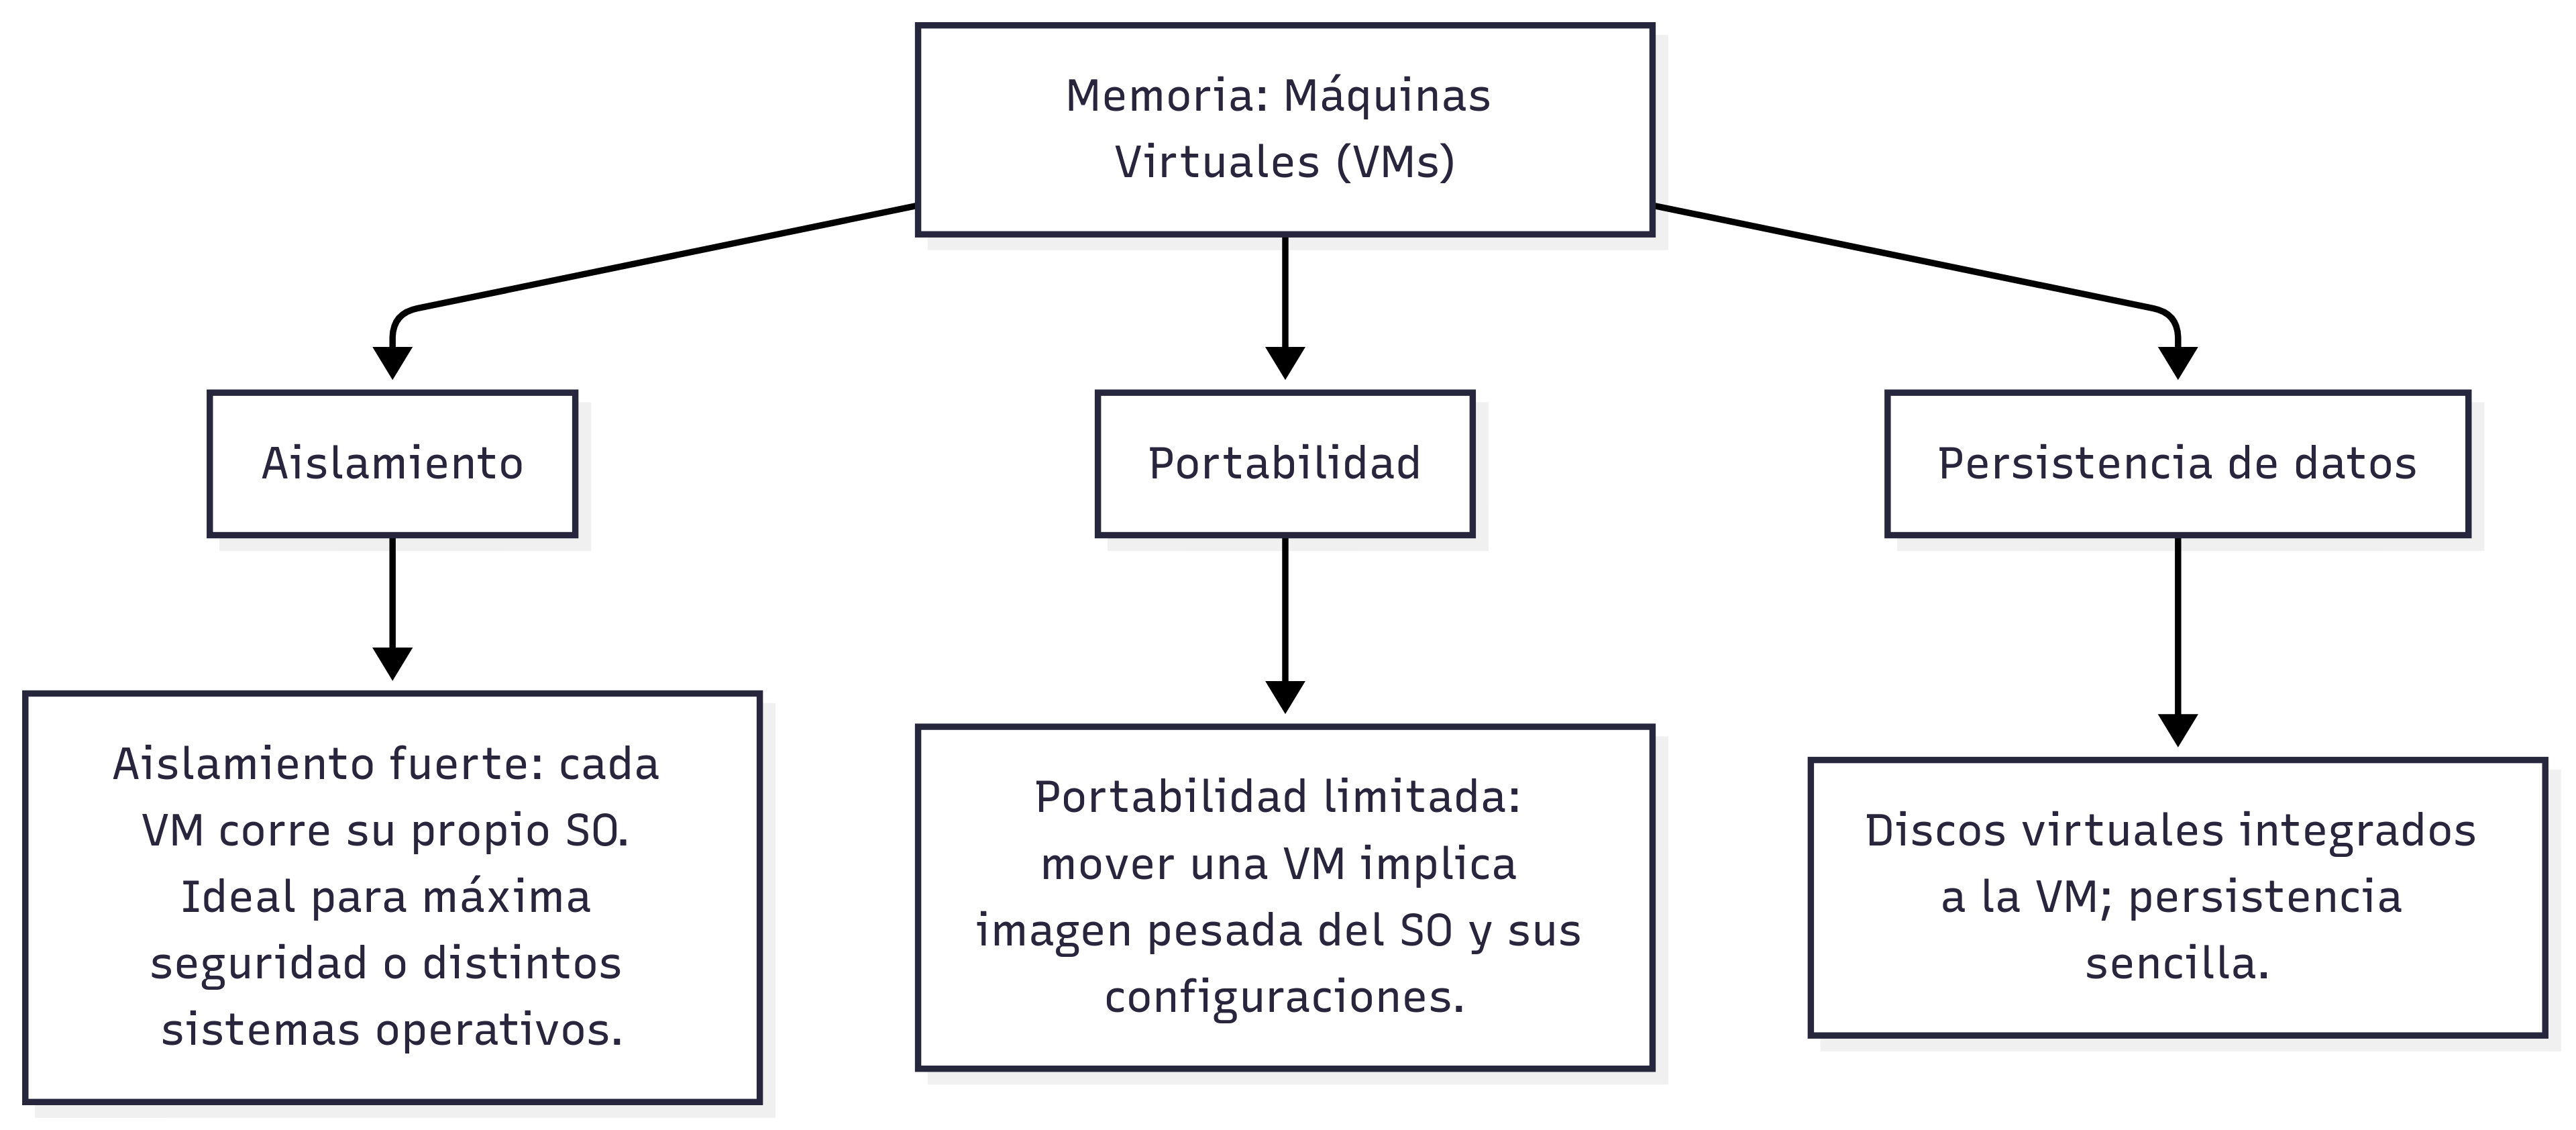 Memoria: Máquinas
Virtuales (VMs)
Aislamiento
Portabilidad
Persistencia de datos
Aislamiento fuerte: cada
VM corre su propio SO.
Ideal para máxima
seguridad o distintos
sistemas operativos.
Portabilidad limitada:
mover una VM implica
imagen pesada del SO y sus
configuraciones.
Discos virtuales integrados
a la VM; persistencia
sencilla.